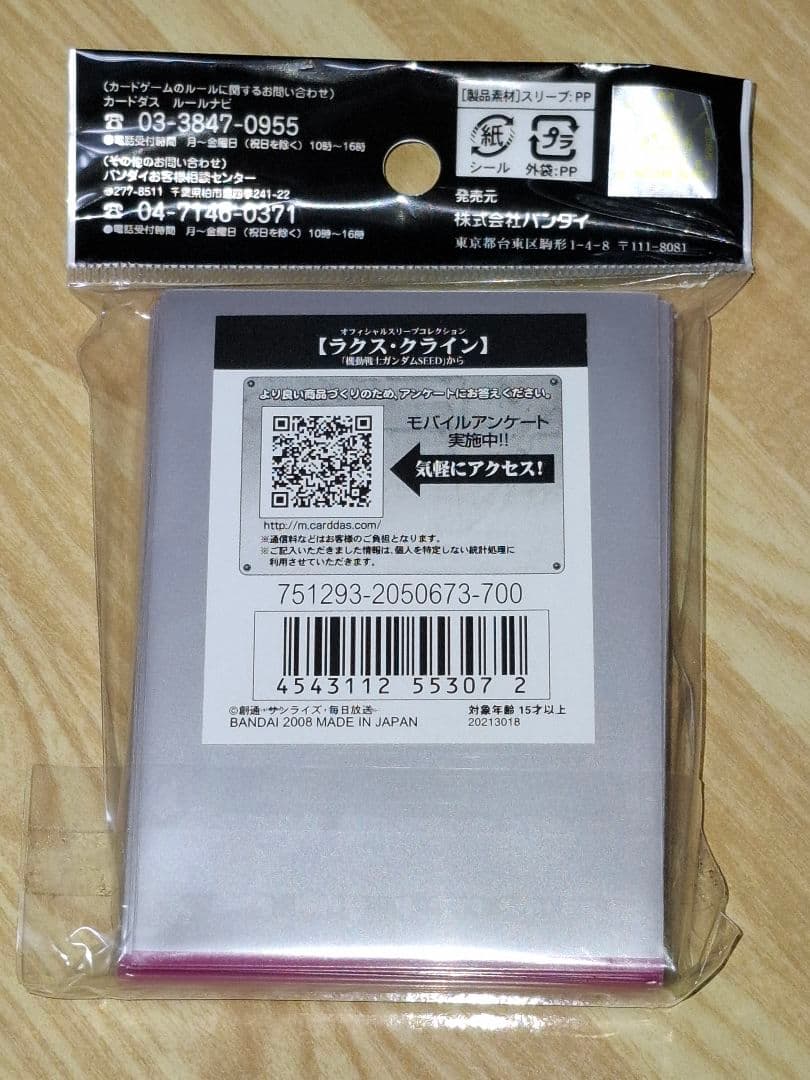 (カードゲームのルールに関するお問い合わせ)
カードダス ルールナビ
☎ 03-3847-0955
●電話受付時間 月~金曜日(祝日を除く)10時~16時
(その他のお問い合わせ)
バンダイお客様相談センター
〒277-8511 千葉県柏市豊四季241-22
☎ 04-7146-0371
●電話受付時間 月~金曜日(祝日を除く)10時~16時
[製品素材]スリーブ:PP
紙
シール
プラ
外袋:PP
発売元
株式会社バンダイ
東京都台東区駒形1-4-8 〒111-8081
オフィシャルスリーブコレクション
【ラクス・クライン】
「機動戦士ガンダムSEED」から
より良い商品づくりのため、アンケートにお答えください。
モバイルアンケート
実施中!!
気軽にアクセス!
http://m.carddas.com/
※通信料などはお客様のご負担となります。
※ご記入いただきました情報は、個人を特定しない統計処理に
利用させていただきます。
751293-2050673-700
4543112 55307 2
©創通・サンライズ・毎日放送
BANDAI 2008 MADE IN JAPAN
対象年齢 15才以上
20213018